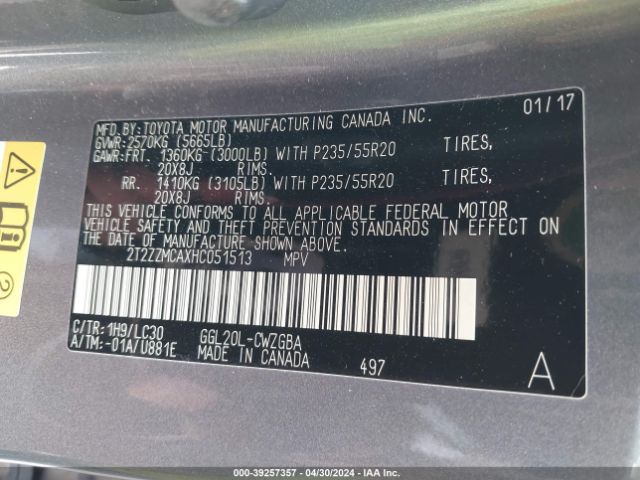 MFD. BY: TOYOTA MOTOR MANUFACTURING CANADA INC. 01/17
GVWR: 2570KG (5665LB)
GAWR: FRT. 1360KG (3000LB) WITH P235/55R20 TIRES,
20X8J RIMS.
RR. 1410KG (3105LB) WITH P235/55R20 TIRES,
20X8J RIMS.
THIS VEHICLE CONFORMS TO ALL APPLICABLE FEDERAL MOTOR
VEHICLE SAFETY AND THEFT PREVENTION STANDARDS IN EFFECT ON
THE DATE OF MANUFACTURE SHOWN ABOVE.
2T2ZZMCAXHC051513 MPV
C/TR: 1H9/LC30 GGL20L-CWZGBA
A/TM: -01A/U881E MADE IN CANADA 497 A
2
000-39257357 - 04/30/2024 - IAA Inc.